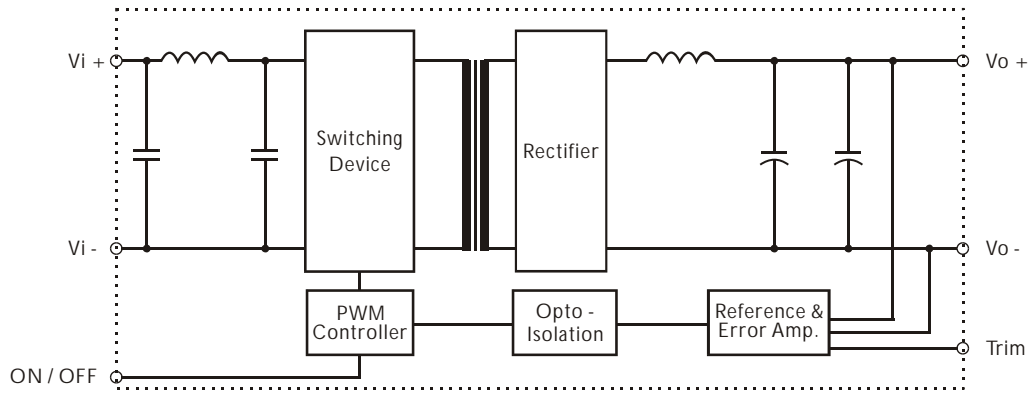 Vi +
Switching
Device
Rectifier
Vo +
Vi -
Vo -
PWM
Controller
Opto -
Isolation
Reference &
Error Amp.
Trim
ON / OFF